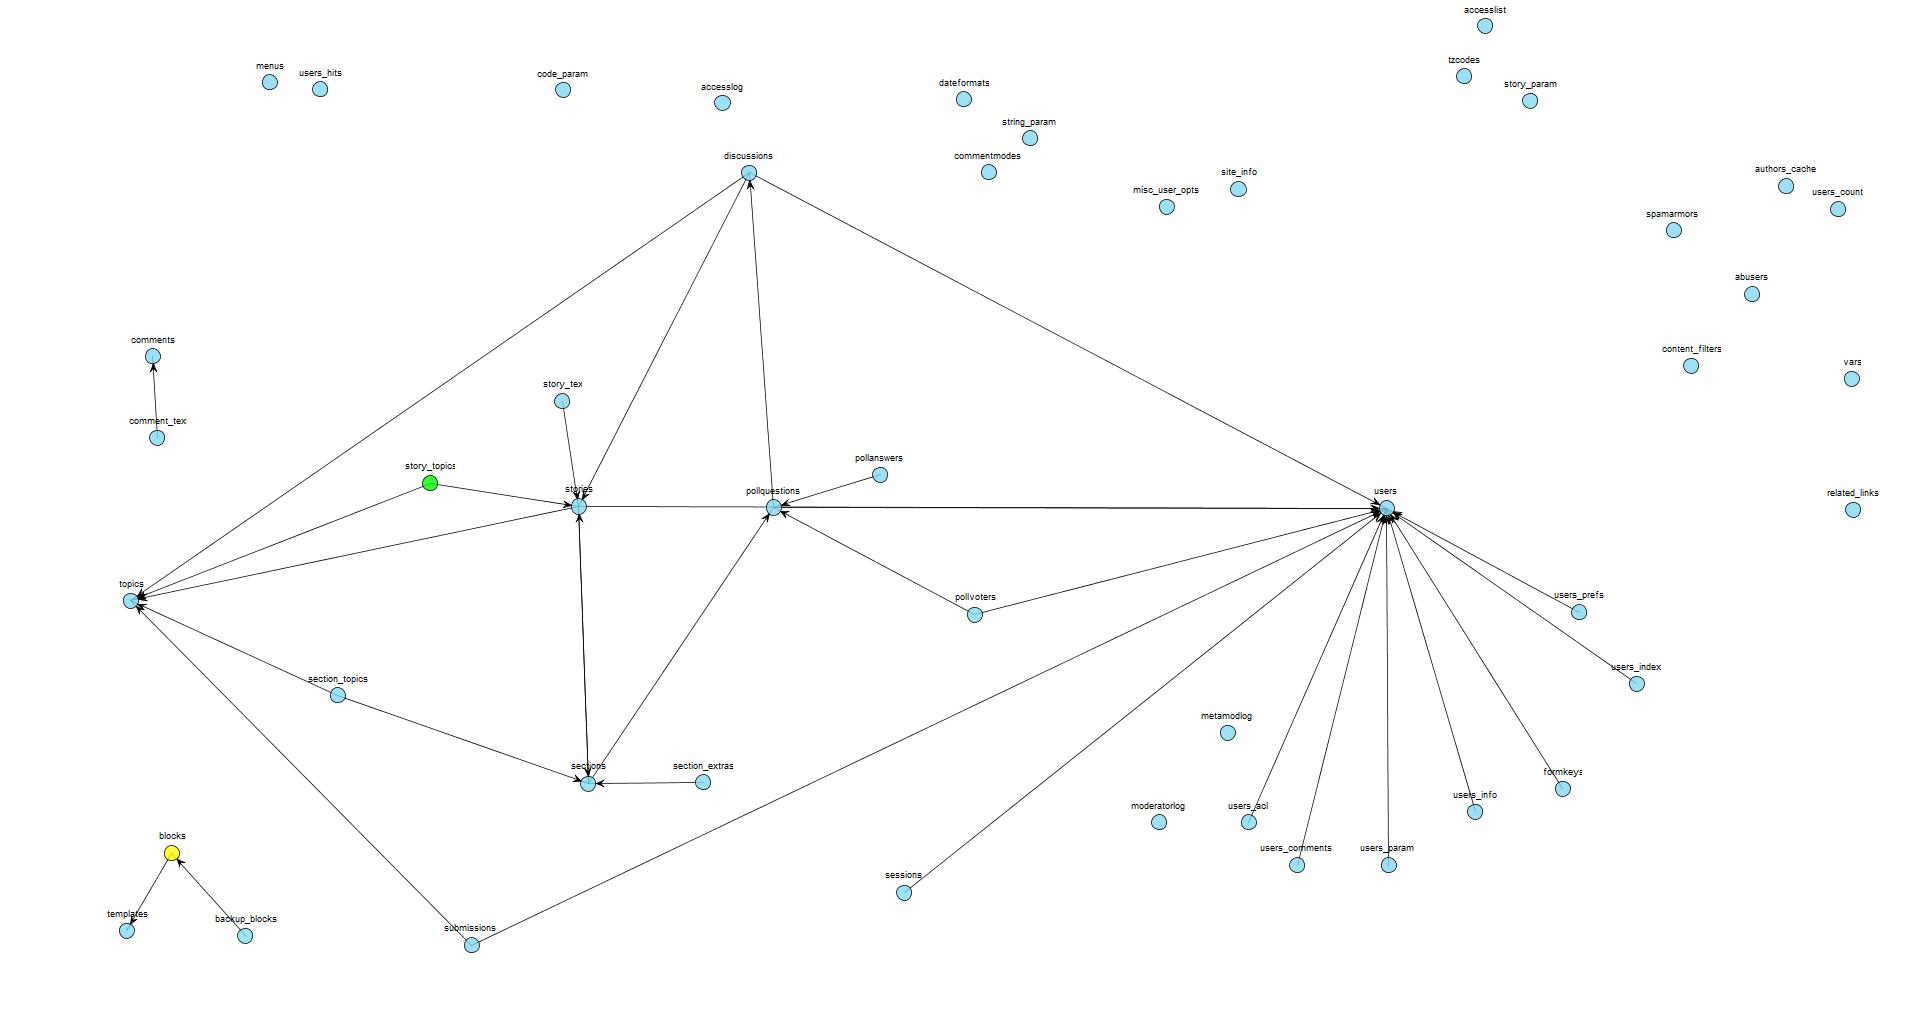 accesslist
tzcodes
menus
users_hits
code_param
accesslog
dateformats
story_param
string_param
discussions
commentmodes
site_info
authors_cache
misc_user_opts
users_count
spamarmors
abusers
comments
content_filters
vars
story_tex
comment_tex
story_topics
pollanswers
stories
pollquestions
users
related_links
topics
pollvoters
users_prefs
users_index
section_topics
metamodlog
sections
section_extras
formkeys
users_info
moderatorlog
users_acl
blocks
users_comments
users_param
sessions
templates
backup_blocks
submissions